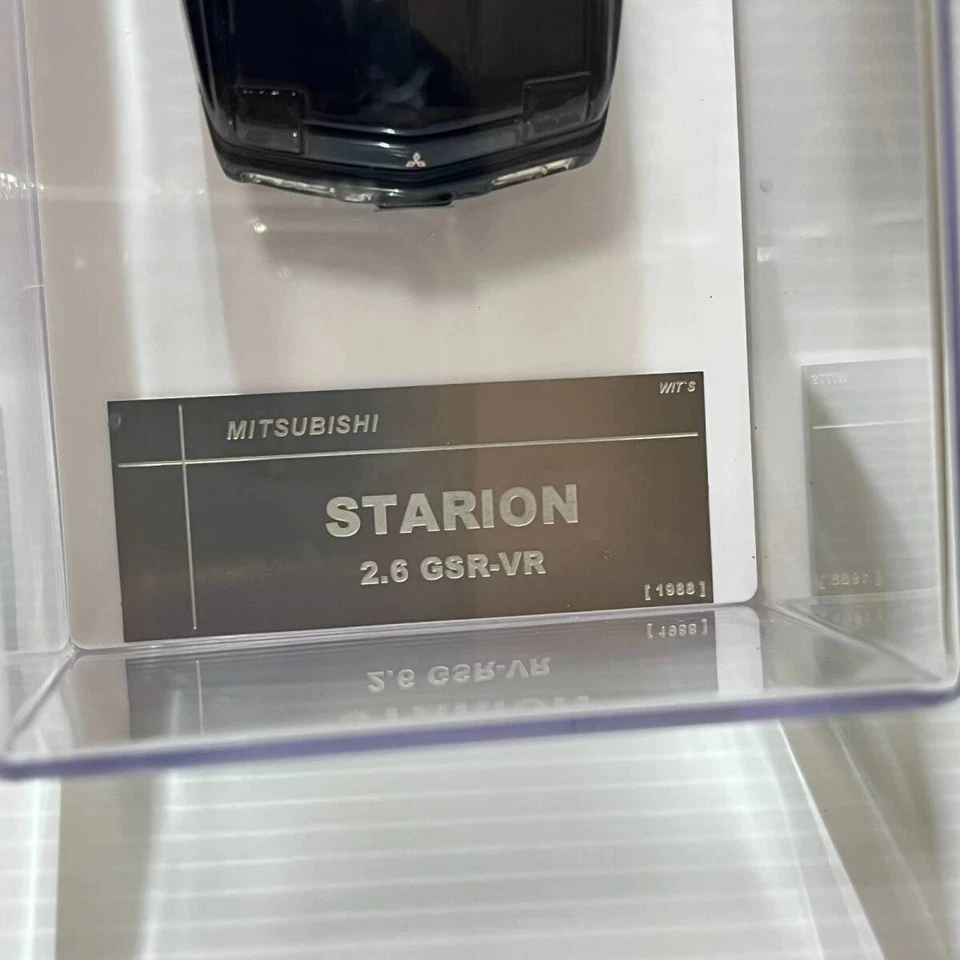 WIT'S
MITSUBISHI
STARION
2.6 GSR-VR
[ 1988 ]